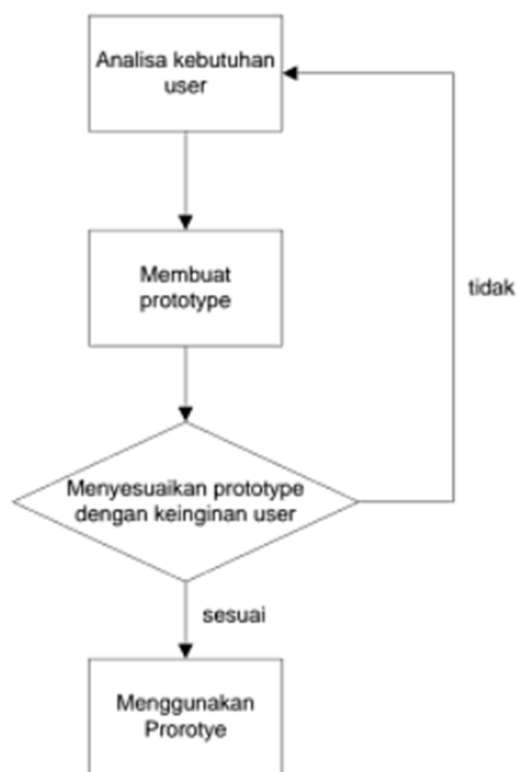 Analisa kebutuhan
user
Membuat
prototype
tidak
Menyesuaikan prototype
dengan keinginan user
sesuai
Menggunakan
Prorotye